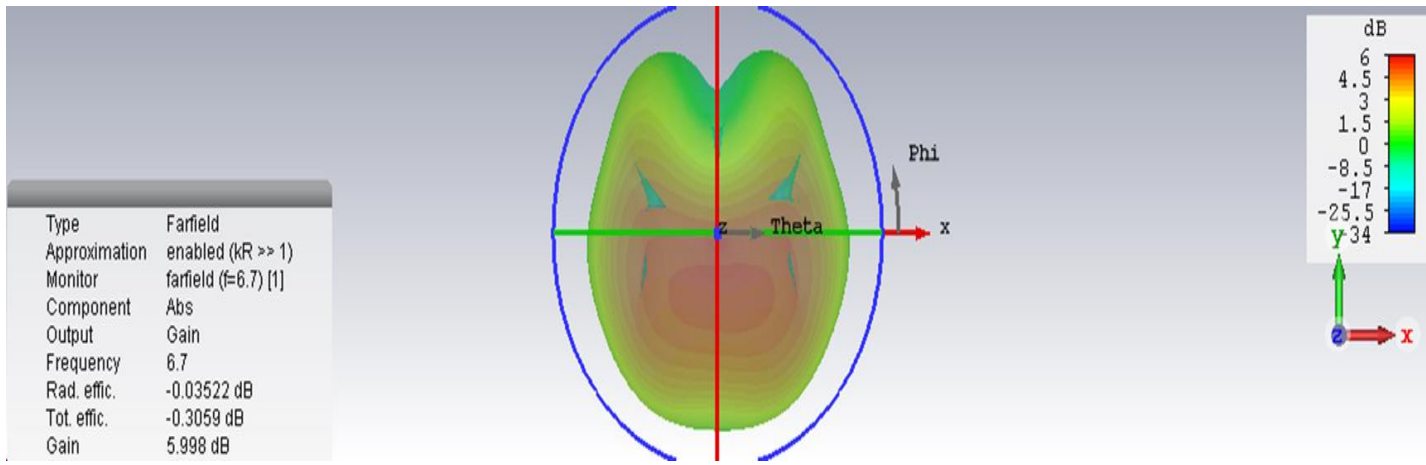 Type Farfield
Approximation enabled (kR >> 1)
Monitor farfield (f=6.7) [1]
Component Abs
Output Gain
Frequency 6.7
Rad. effic. -0.03522 dB
Tot. effic. -0.3059 dB
Gain 5.998 dB
Phi
z Theta x
dB
6
4.5
3
1.5
0
-8.5
-17
-25.5
-34
y
z x